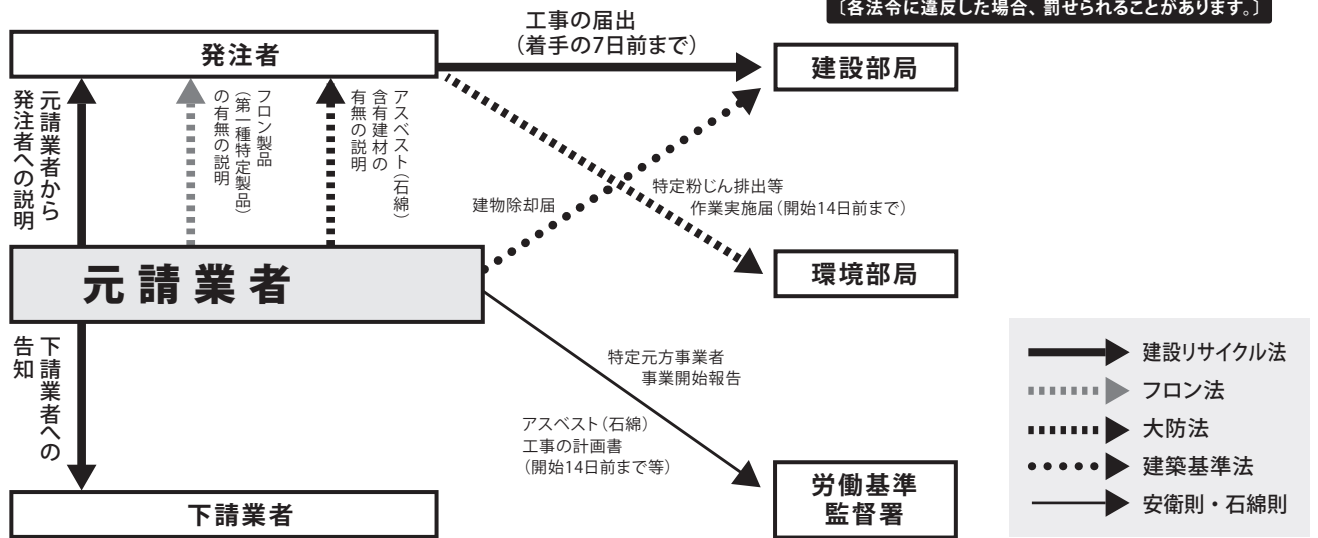 〔各法令に違反した場合、罰せられることがあります。〕
工事の届出
(着手の7日前まで)
発注者
建設部局
元請業者から
発注者への説明
フロン製品
(第一種特定製品)
の有無の説明
アスベスト(石綿)
含有建材の
有無の説明
建物除却届
特定粉じん排出等
作業実施届(開始14日前まで)
元請業者
環境部局
下請業者への
告知
特定元方事業者
事業開始報告
アスベスト(石綿)
工事の計画書
(開始14日前まで等)
下請業者
労働基準
監督署
建設リサイクル法
フロン法
大防法
建築基準法
安衛則・石綿則